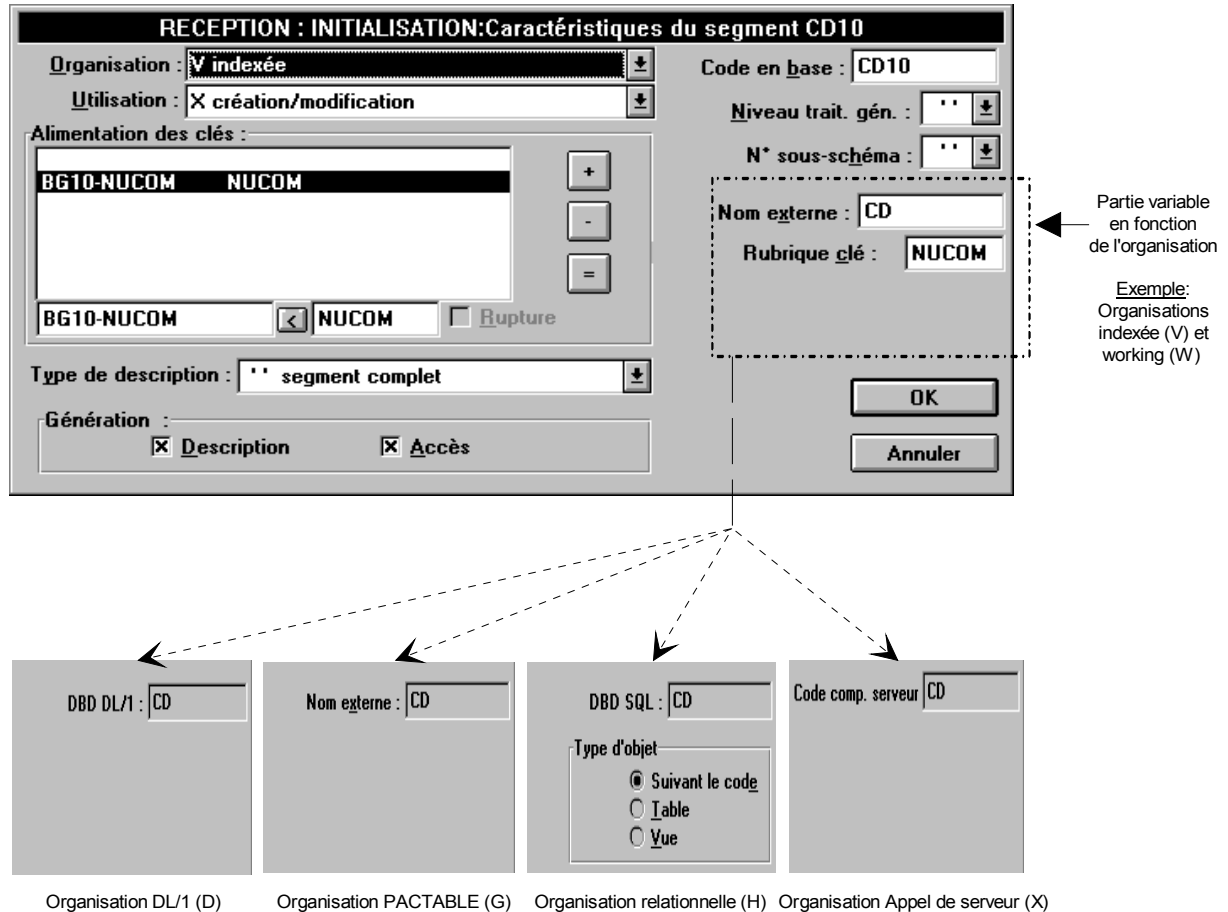 RECEPTION : INITIALISATION:Caractéristiques du segment CD10
Organisation : V indexée
Utilisation : X création/modification
Alimentation des clés :
BG10-NUCOM NUCOM
+
-
=
BG10-NUCOM < NUCOM Rupture
Type de description : '' segment complet
Génération :
Description Accès
Code en base : CD10
Niveau trait. gén. : ''
N° sous-schéma : ''
Nom externe : CD
Rubrique clé : NUCOM
OK
Annuler
Partie variable
en fonction
de l'organisation
Exemple:
Organisations
indexée (V) et
working (W)
DBD DL/1 : CD
Nom externe : CD
DBD SQL : CD
Type d'objet
Suivant le code
Table
Vue
Code comp. serveur CD
Organisation DL/1 (D)
Organisation PACTABLE (G)
Organisation relationnelle (H)
Organisation Appel de serveur (X)